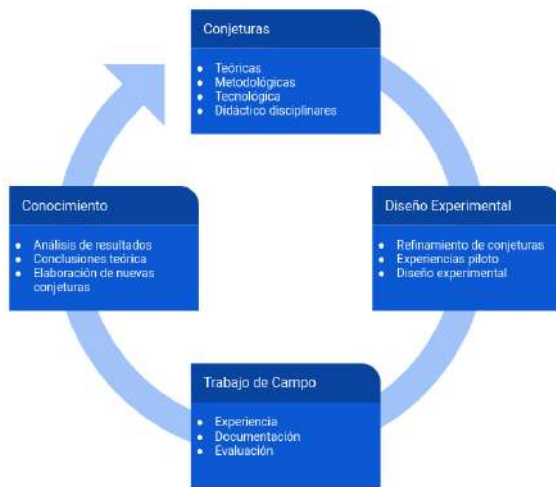 Conjeturas
● Teóricas
● Metodológicas
● Tecnológica
● Didáctico disciplinares
Conocimiento
● Análisis de resultados
● Conclusiones teórica
● Elaboración de nuevas
conjeturas
Diseño Experimental
● Refinamiento de conjeturas
● Experiencias piloto
● Diseño experimental
Trabajo de Campo
● Experiencia
● Documentación
● Evaluación